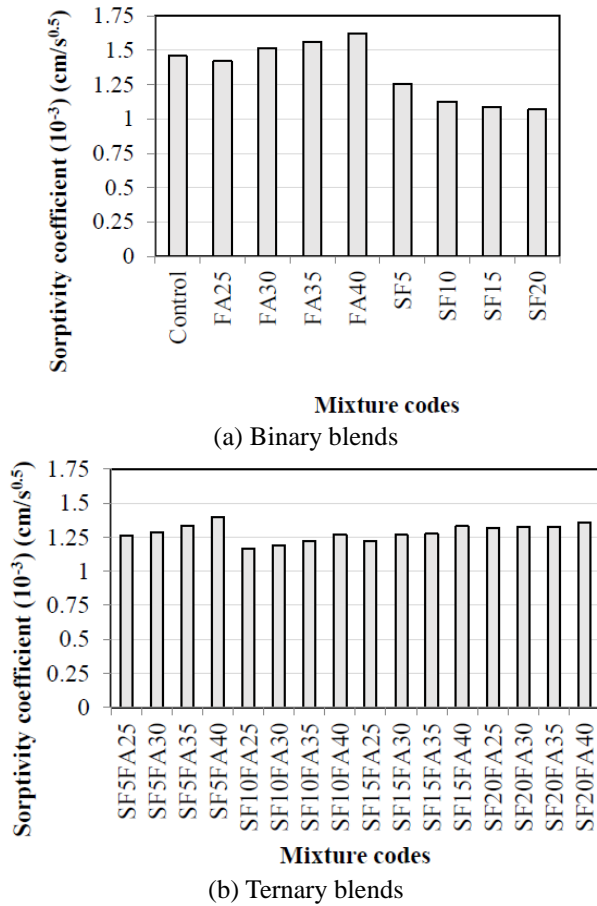 Sorptivity coefficient (10⁻³) (cm/s⁰·⁵)
1.75
1.5
1.25
1
0.75
0.5
0.25
0
Control
FA25
FA30
FA35
FA40
SF5
SF10
SF15
SF20
Mixture codes
(a) Binary blends
Sorptivity coefficient (10⁻³) (cm/s⁰·⁵)
1.75
1.5
1.25
1
0.75
0.5
0.25
0
SF5FA25
SF5FA30
SF5FA35
SF5FA40
SF10FA25
SF10FA30
SF10FA35
SF10FA40
SF15FA25
SF15FA30
SF15FA35
SF15FA40
SF20FA25
SF20FA30
SF20FA35
SF20FA40
Mixture codes
(b) Ternary blends